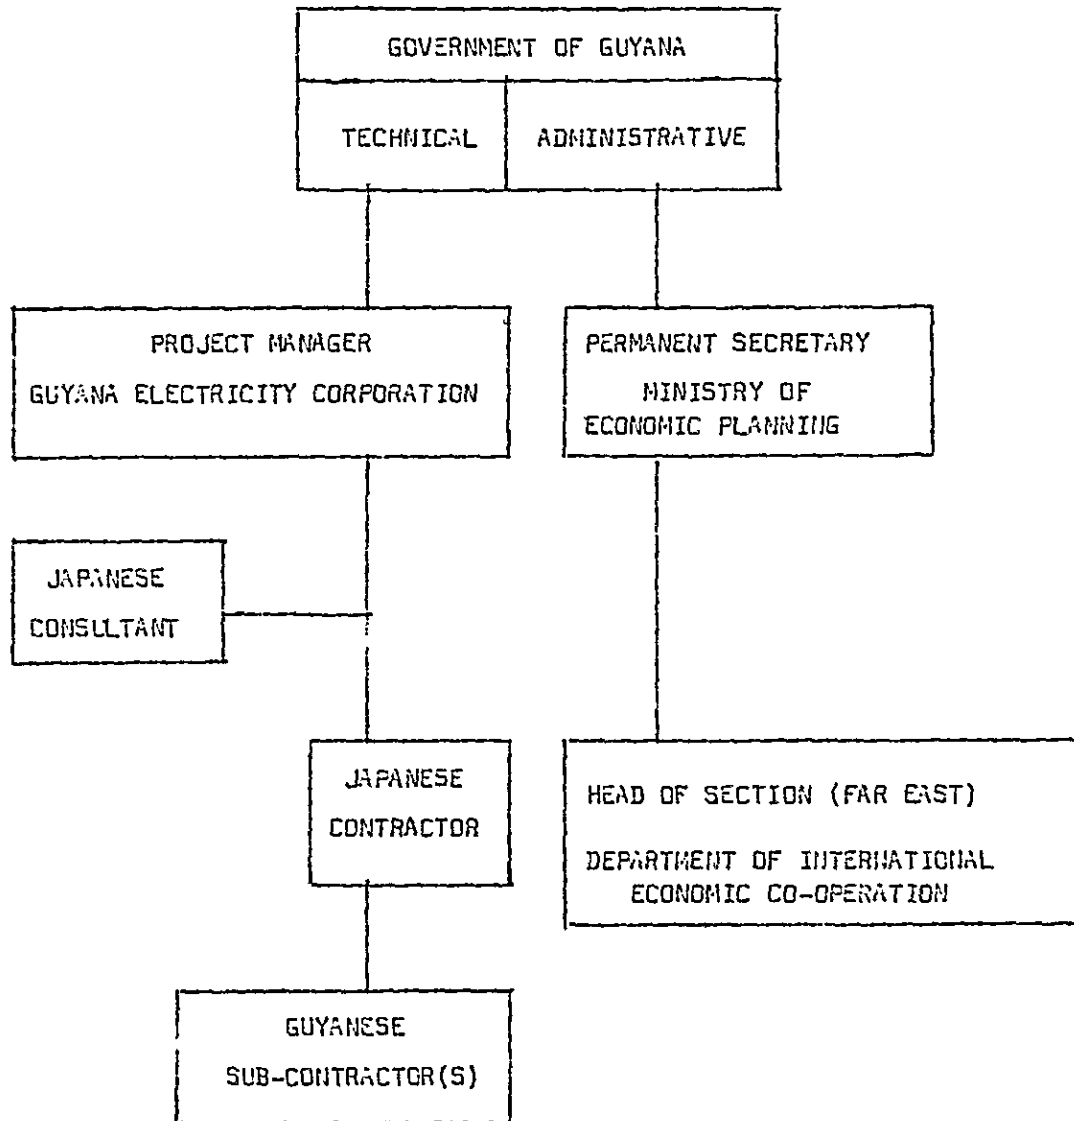 GOVERNMENT OF GUYANA
TECHNICAL
ADMINISTRATIVE
PROJECT MANAGER
GUYANA ELECTRICITY CORPORATION
PERMANENT SECRETARY
MINISTRY OF
ECONOMIC PLANNING
JAPANESE
CONSULTANT
JAPANESE
CONTRACTOR
HEAD OF SECTION (FAR EAST)
DEPARTMENT OF INTERNATIONAL
ECONOMIC CO-OPERATION
GUYANESE
SUB-CONTRACTOR(S)